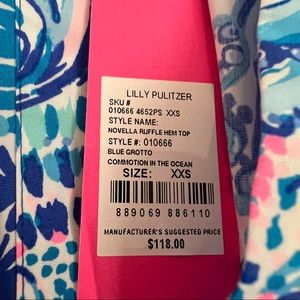 LILLY PULITZER
SKU #
010666 4652PS XXS
STYLE NAME:
NOVELLA RUFFLE HEM TOP
STYLE #: 010666
BLUE GROTTO
COMMOTION IN THE OCEAN
SIZE: XXS
889069 886110
MANUFACTURER'S SUGGESTED PRICE
$118.00